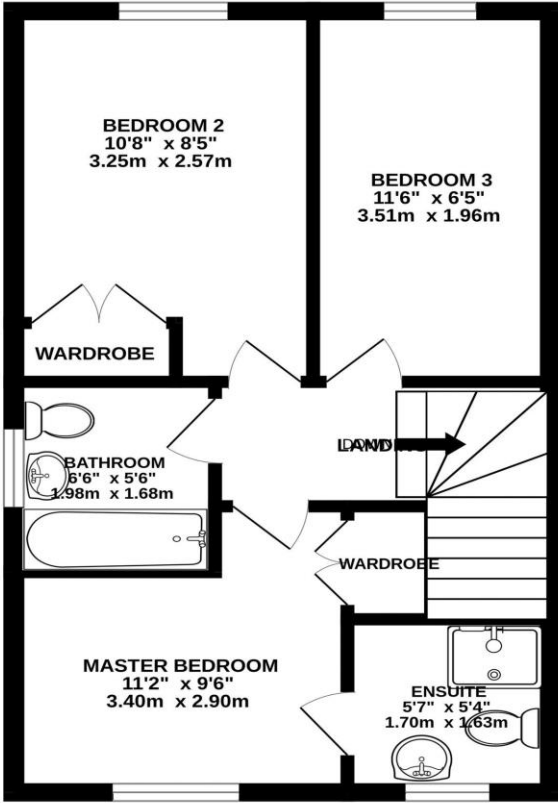 BEDROOM 2
10'8" x 8'5"
3.25m x 2.57m
BEDROOM 3
11'6" x 6'5"
3.51m x 1.96m
WARDROBE
BATHROOM
6'6" x 5'6"
1.98m x 1.68m
WARDROBE
MASTER BEDROOM
11'2" x 9'6"
3.40m x 2.90m
ENSUITE
5'7" x 5'4"
1.70m x 1.63m